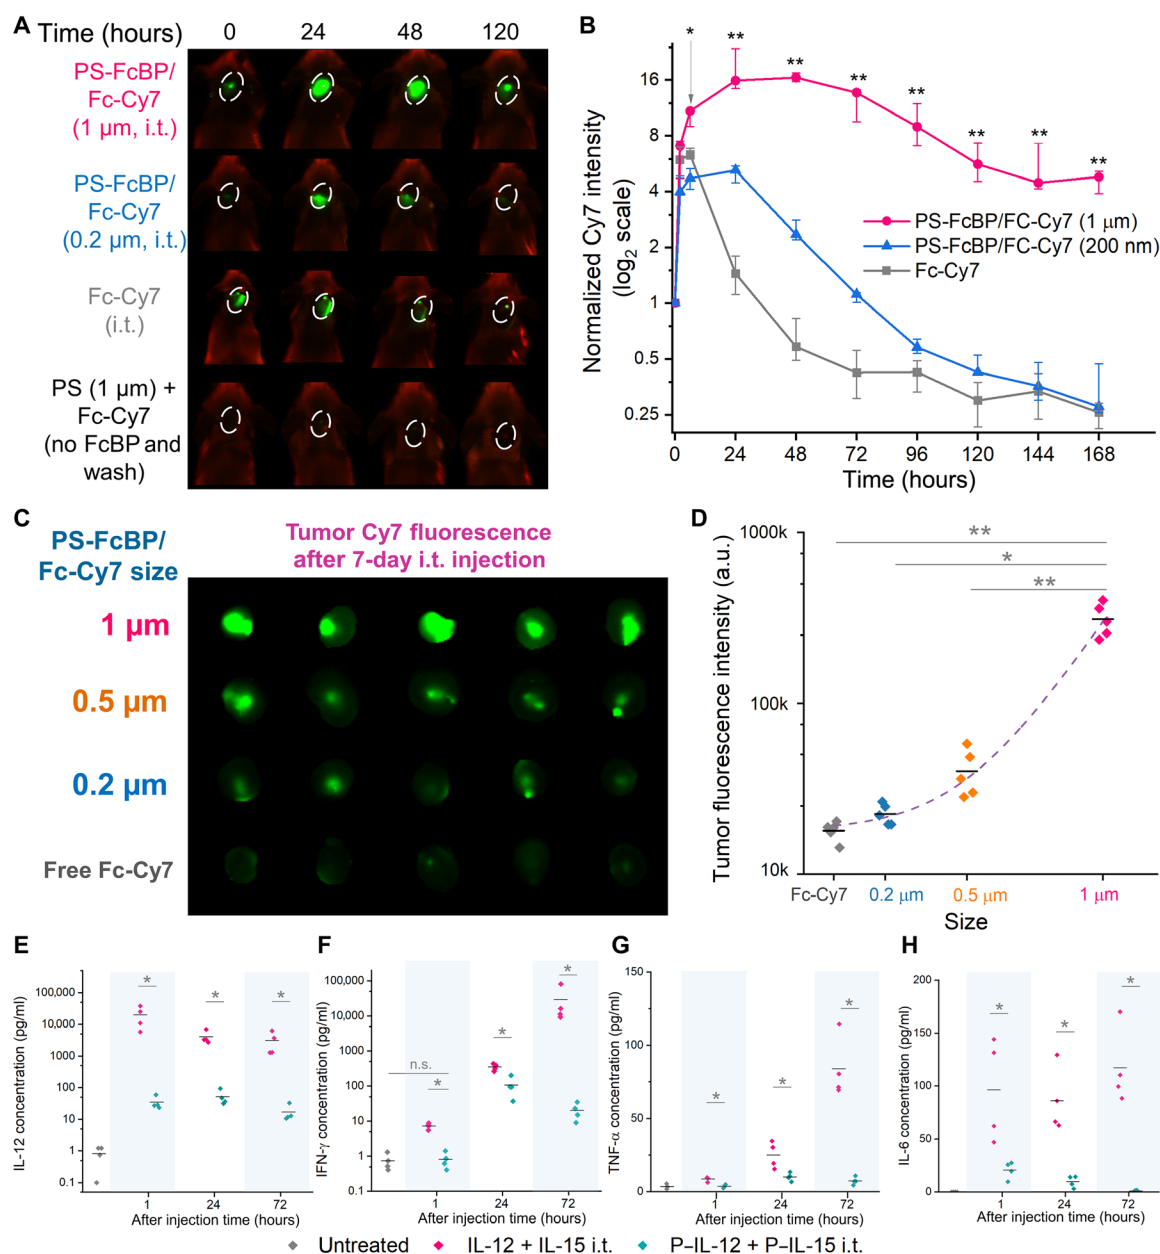 A
Time (hours)
0
24
48
120
PS-FcBP/
Fc-Cy7
(1 µm, i.t.)
PS-FcBP/
Fc-Cy7
(0.2 µm, i.t.)
Fc-Cy7
(i.t.)
PS (1 µm) +
Fc-Cy7
(no FcBP and
wash)
B
Normalized Cy7 intensity
(log2 scale)
16
8
4
2
1
0.5
0.25
*
**
**
**
**
**
**
**
PS-FcBP/FC-Cy7 (1 µm)
PS-FcBP/FC-Cy7 (200 nm)
Fc-Cy7
0 24 48 72 96 120 144 168
Time (hours)
C
PS-FcBP/
Fc-Cy7 size
Tumor Cy7 fluorescence
after 7-day i.t. injection
1 µm
0.5 µm
0.2 µm
Free Fc-Cy7
D
Tumor fluorescence intensity (a.u.)
1000k
100k
10k
**
*
**
Fc-Cy7
0.2 µm
0.5 µm
1 µm
Size
E
IL-12 concentration (pg/ml)
100,000
10,000
1000
100
10
1
0.1
*
*
*
1 24 72
After injection time (hours)
F
IFN-γ concentration (pg/ml)
100,000
10,000
1000
100
10
1
0.1
n.s.
*
*
*
1 24 72
After injection time (hours)
G
TNF-α concentration (pg/ml)
150
100
50
0
*
*
*
1 24 72
After injection time (hours)
H
IL-6 concentration (pg/ml)
200
150
100
50
0
*
*
*
1 24 72
After injection time (hours)
Untreated
IL-12 + IL-15 i.t.
P–IL-12 + P–IL-15 i.t.